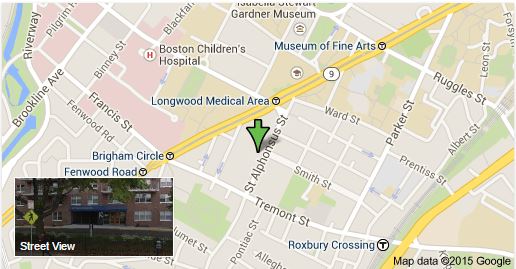 Isabella Stewart
Gardner Museum
Riverway
Blackfan
Binney St
Boston Children's
Hospital
H
Museum of Fine Arts T
Leon St
Forsyth
Brookline Ave
9
Ruggles St
Longwood Medical Area T
Francis St
Fenwood Rd
Ward St
Parker St
Albert St
Brigham Circle T
Fenwood Road T
St Alphonsus St
Prentiss St
Smith St
Tremont St
Street View
Calumet St
Pontiac St
Roxbury Crossing T
Map data ©2015 Google